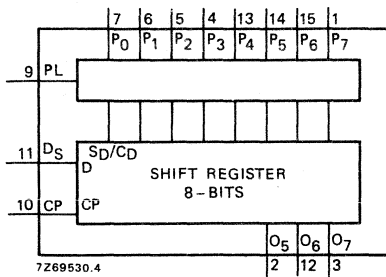 7 6 5 4 13 14 15 1
P0 P1 P2 P3 P4 P5 P6 P7
9 PL
11 DS SD/CD
D
SHIFT REGISTER
8-BITS
10 CP CP
O5 O6 O7
7Z69530.4 2 12 3